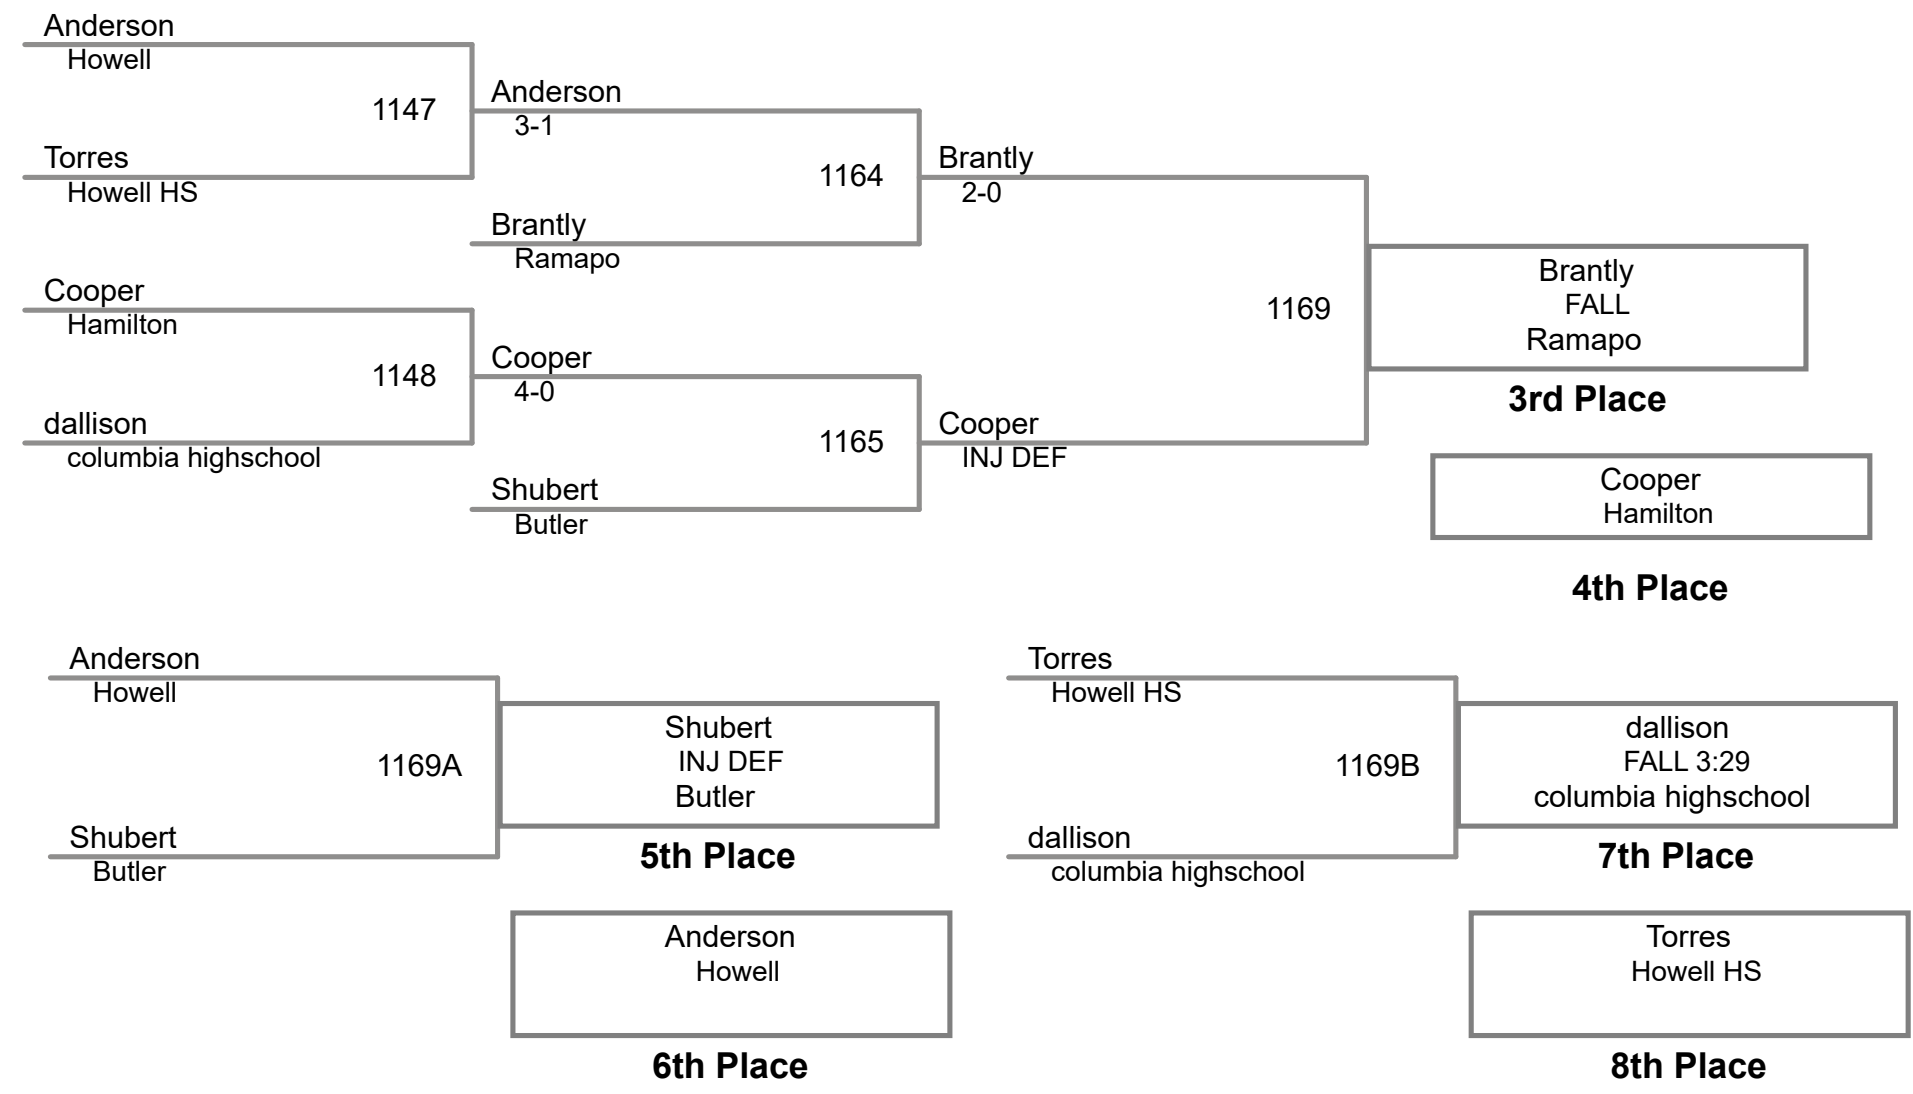 Anderson
Howell
1147
Anderson
3-1
Torres
Howell HS
1164
Brantly
2-0
Brantly
Ramapo
Cooper
Hamilton
1169
Brantly
FALL
Ramapo
3rd Place
1148
Cooper
4-0
dallison
columbia highschool
1165
Cooper
INJ DEF
Shubert
Butler
Cooper
Hamilton
4th Place
Anderson
Howell
1169A
Shubert
INJ DEF
Butler
Shubert
Butler
5th Place
Anderson
Howell
6th Place
Torres
Howell HS
1169B
dallison
FALL 3:29
columbia highschool
dallison
columbia highschool
7th Place
Torres
Howell HS
8th Place